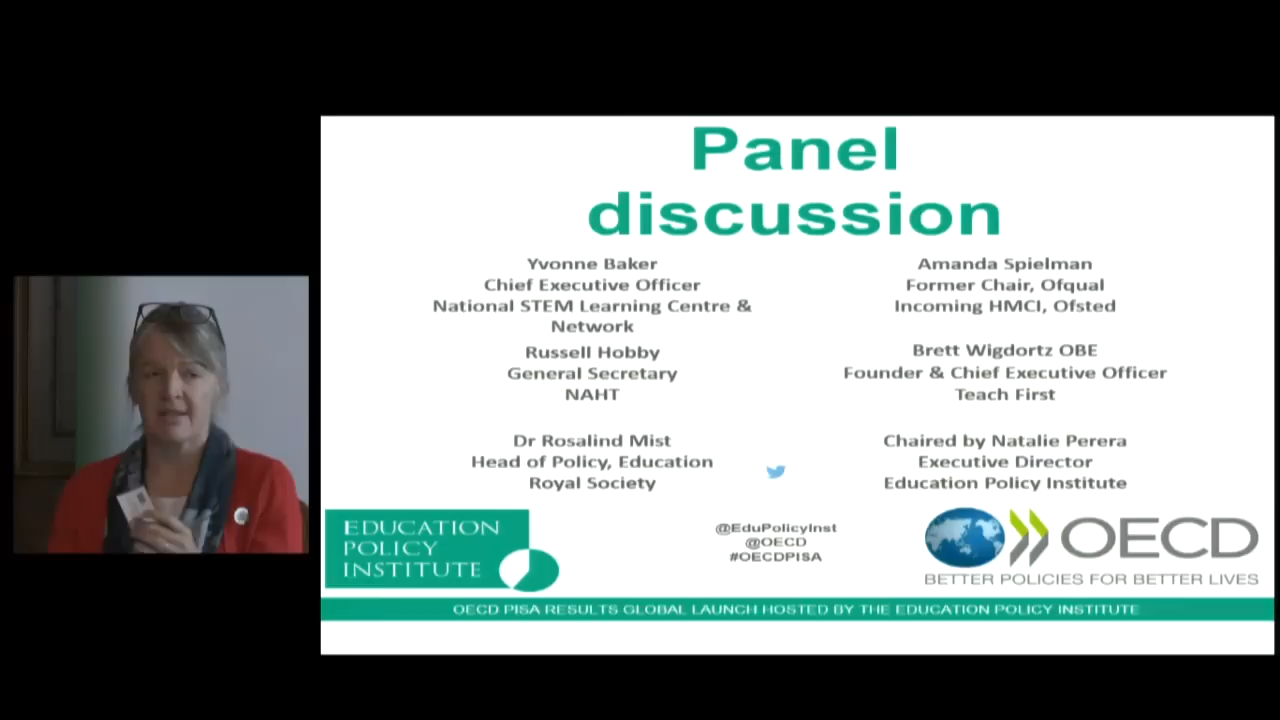 Panel
discussion
Yvonne Baker
Chief Executive Officer
National STEM Learning Centre &
Network
Russell Hobby
General Secretary
NAHT
Dr Rosalind Mist
Head of Policy, Education
Royal Society
Amanda Spielman
Former Chair, Ofqual
Incoming HMCI, Ofsted
Brett Wigdortz OBE
Founder & Chief Executive Officer
Teach First
Chaired by Natalie Perera
Executive Director
Education Policy Institute
EDUCATION
POLICY
INSTITUTE
@EduPolicyInst
@OECD
#OECDPISA
OECD
BETTER POLICIES FOR BETTER LIVES
OECD PISA RESULTS GLOBAL LAUNCH HOSTED BY THE EDUCATION POLICY INSTITUTE